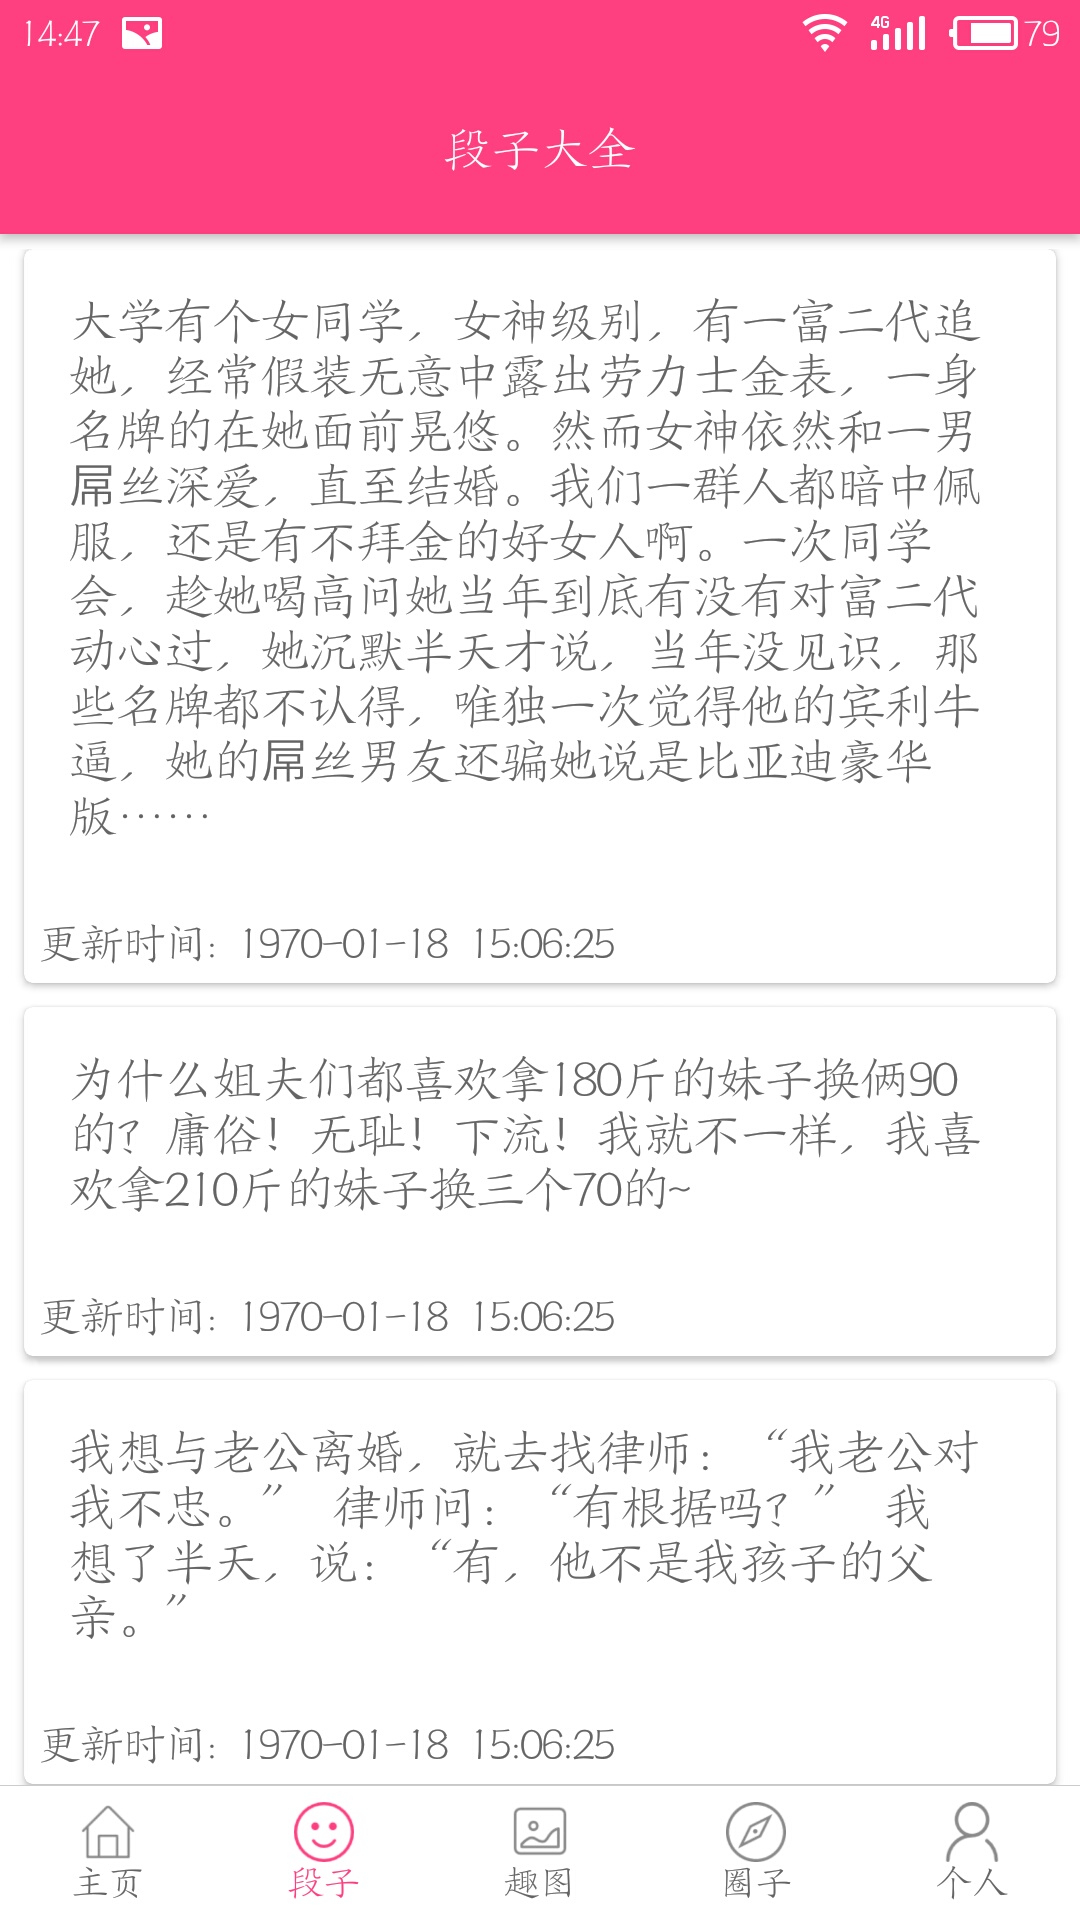 14:47
4G
79
段子大全
大学有个女同学，女神级别，有一富二代追
她，经常假装无意中露出劳力士金表，一身
名牌的在她面前晃悠。然而女神依然和一男
屌丝深爱，直至结婚。我们一群人都暗中佩
服，还是有不拜金的好女人啊。一次同学
会，趁她喝高问她当年到底有没有对富二代
动心过，她沉默半天才说，当年没见识，那
些名牌都不认得，唯独一次觉得他的宾利牛
逼，她的屌丝男友还骗她说是比亚迪豪华
版……
更新时间：1970-01-18 15:06:25
为什么姐夫们都喜欢拿180斤的妹子换俩90
的？庸俗！无耻！下流！我就不一样，我喜
欢拿210斤的妹子换三个70的~
更新时间：1970-01-18 15:06:25
我想与老公离婚，就去找律师：“我老公对
我不忠。” 律师问：“有根据吗？” 我
想了半天，说：“有，他不是我孩子的父
亲。”
更新时间：1970-01-18 15:06:25
主页 段子 趣图 圈子 个人